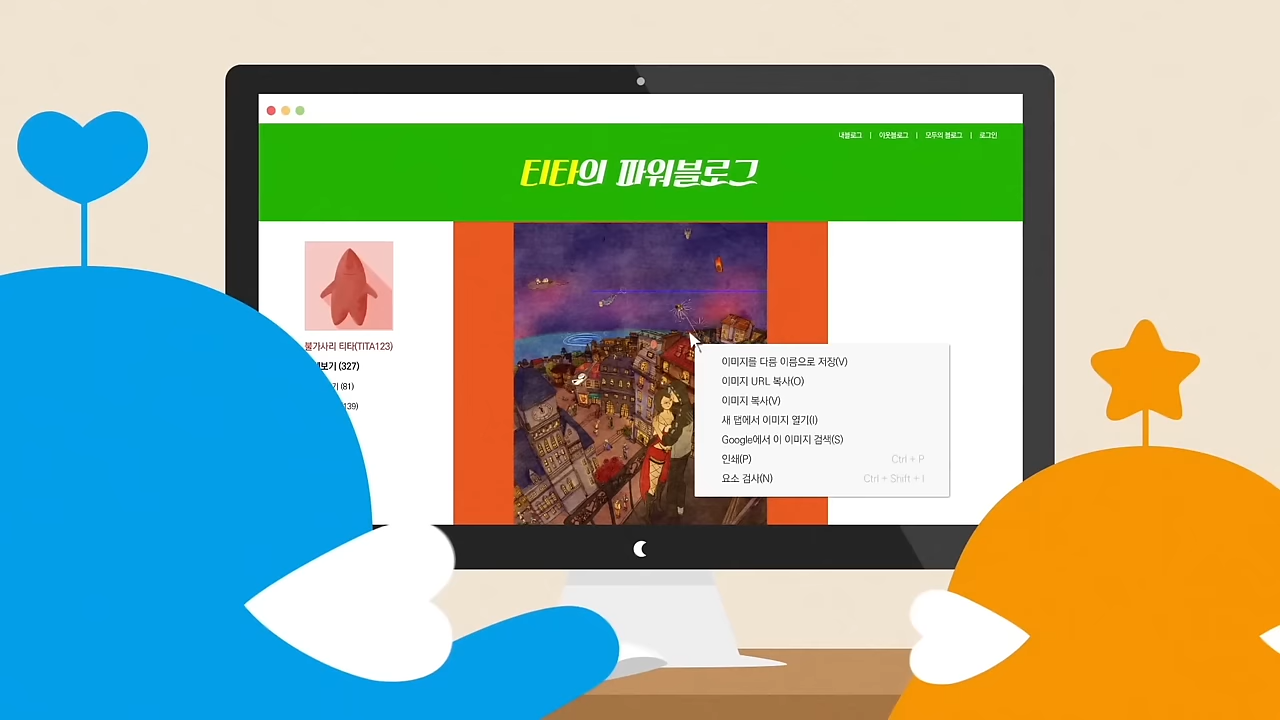 내블로그 | 이웃블로그 | 모두의 블로그 | 로그인
티타의 파워블로그
불가사리 티타(TITA123)
(327)
(81)
이미지를 다름 이름으로 저장(V)
이미지 URL 복사(O)
이미지 복사(V)
새 탭에서 이미지 열기(I)
Google에서 이 이미지 검색(S)
인쇄(P) Ctrl + P
요소 검사(N) Ctrl + Shift + I